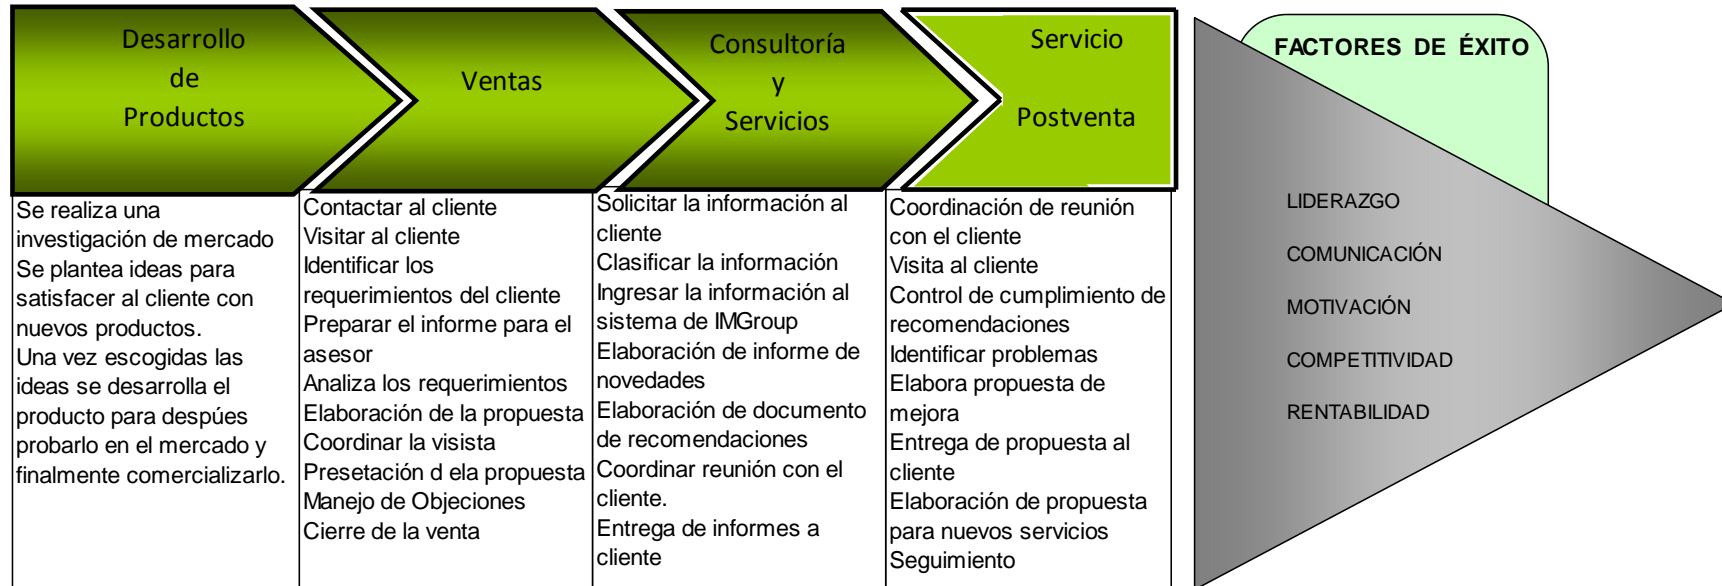 Desarrollo
de
Productos
Ventas
Consultoría
y
Servicios
Servicio
Postventa
FACTORES DE ÉXITO
Se realiza una
investigación de mercado
Se plantea ideas para
satisfacer al cliente con
nuevos productos.
Una vez escogidas las
ideas se desarrolla el
producto para despúes
probarlo en el mercado y
finalmente comercializarlo.
Contactar al cliente
Visitar al cliente
Identificar los
requerimientos del cliente
Preparar el informe para el
asesor
Analiza los requerimientos
Elaboración de la propuesta
Coordinar la visista
Presetación d ela propuesta
Manejo de Objeciones
Cierre de la venta
Solicitar la información al
cliente
Clasificar la información
Ingresar la información al
sistema de IMGroup
Elaboración de informe de
novedades
Elaboración de documento
de recomendaciones
Coordinar reunión con el
cliente.
Entrega de informes a
cliente
Coordinación de reunión
con el cliente
Visita al cliente
Control de cumplimiento de
recomendaciones
Identificar problemas
Elabora propuesta de
mejora
Entrega de propuesta al
cliente
Elaboración de propuesta
para nuevos servicios
Seguimiento
LIDERAZGO
COMUNICACIÓN
MOTIVACIÓN
COMPETITIVIDAD
RENTABILIDAD